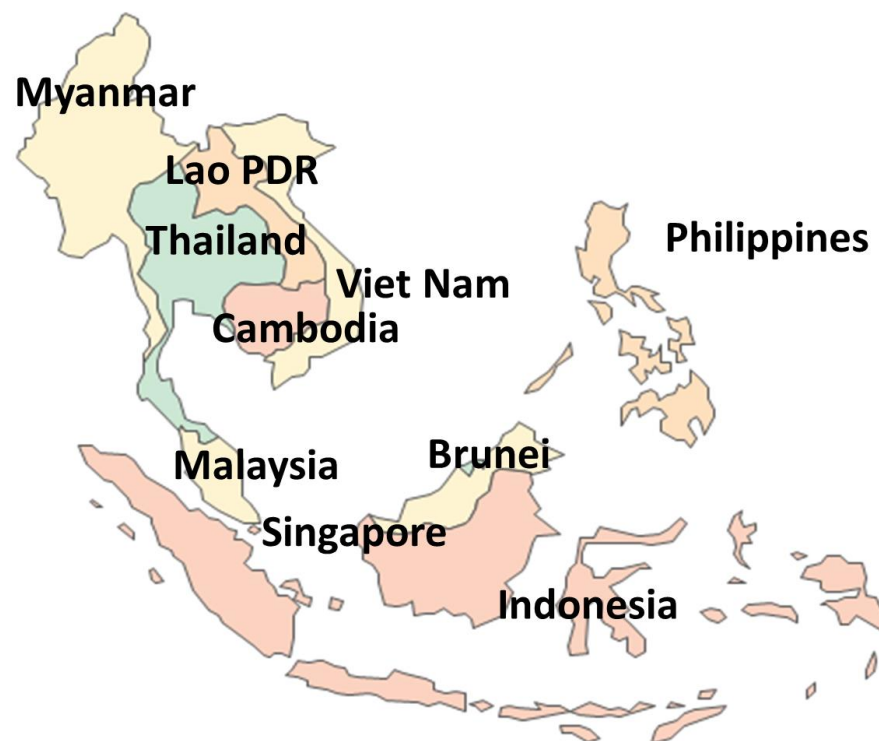 Myanmar
Lao PDR
Thailand
Philippines
Viet Nam
Cambodia
Brunei
Malaysia
Singapore
Indonesia